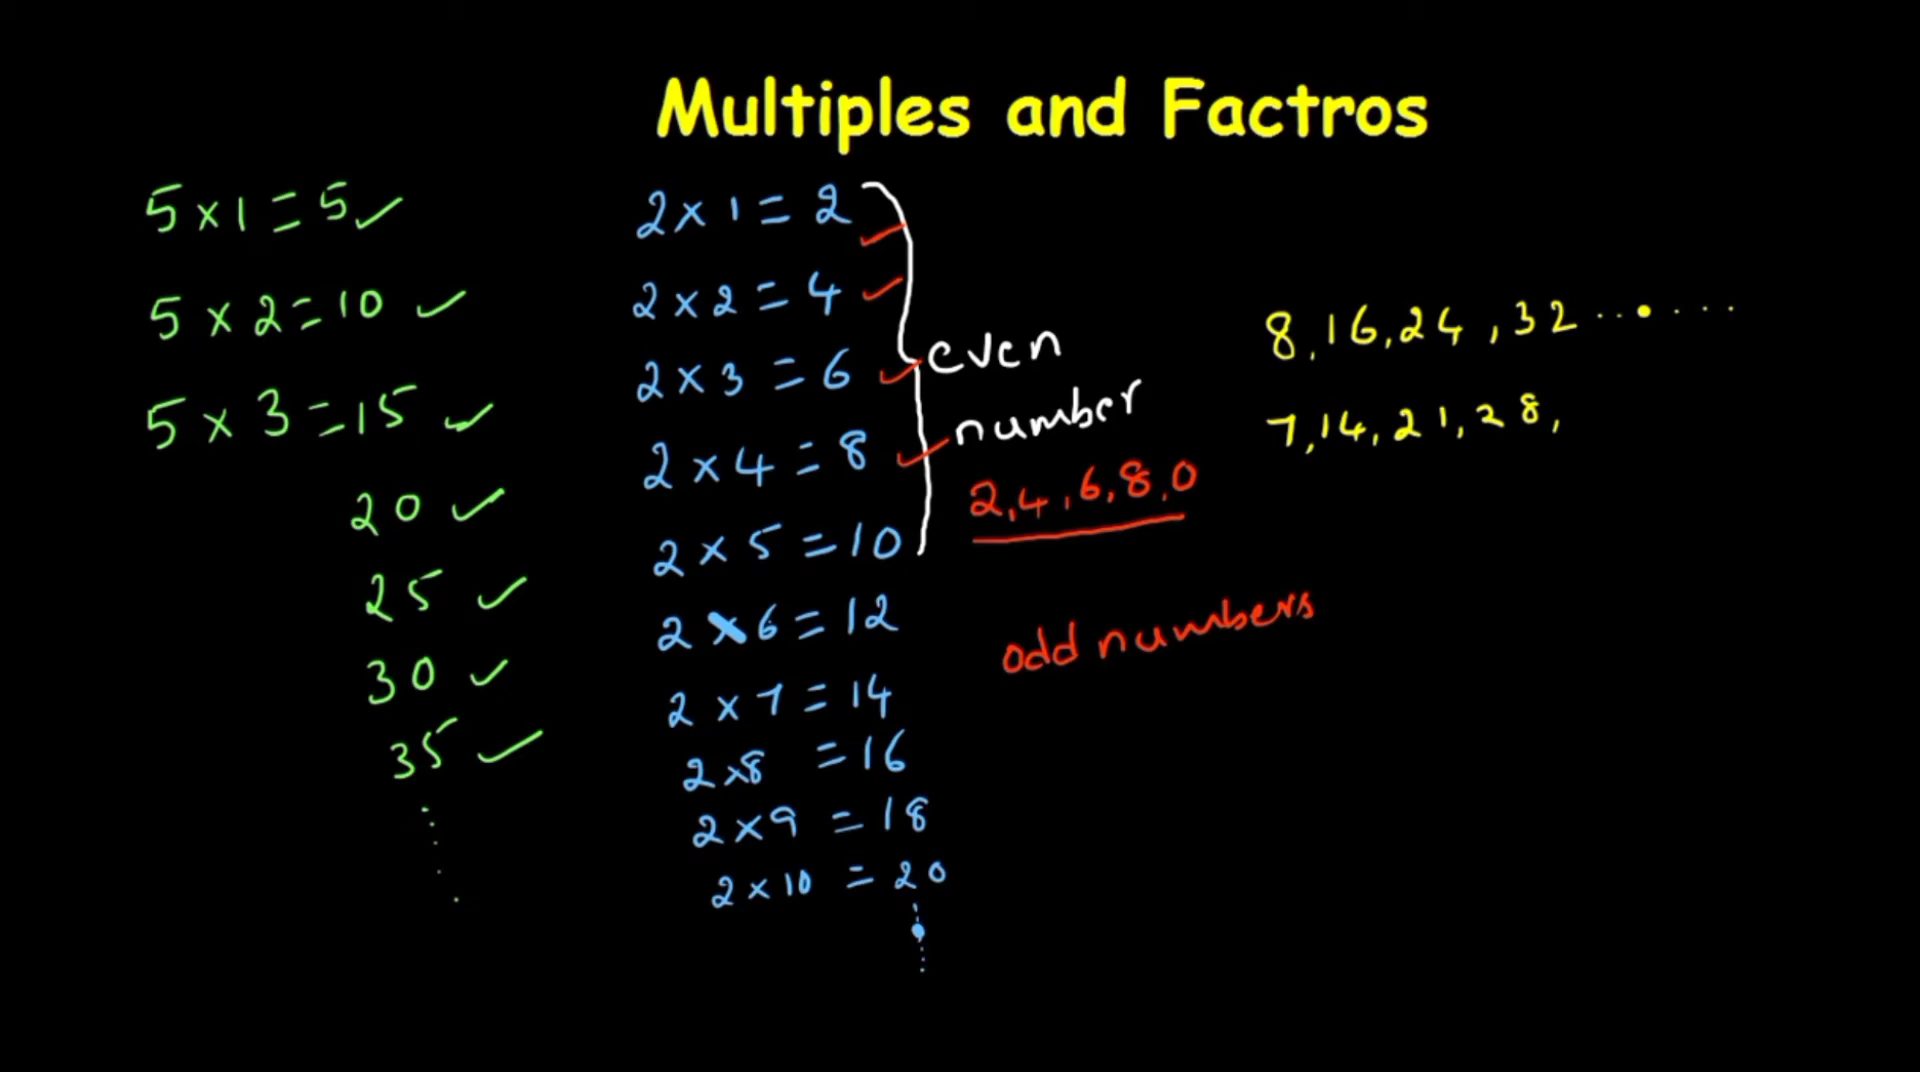 Multiples and Factros
5 × 1 = 5
5 × 2 = 10
5 × 3 = 15
20
25
30
35
2 × 1 = 2
2 × 2 = 4
2 × 3 = 6
2 × 4 = 8
2 × 5 = 10
2 × 6 = 12
2 × 7 = 14
2 × 8 = 16
2 × 9 = 18
2 × 10 = 20
even
number
2, 4, 6, 8, 0
odd numbers
8, 16, 24, 32 .......
7, 14, 21, 28,